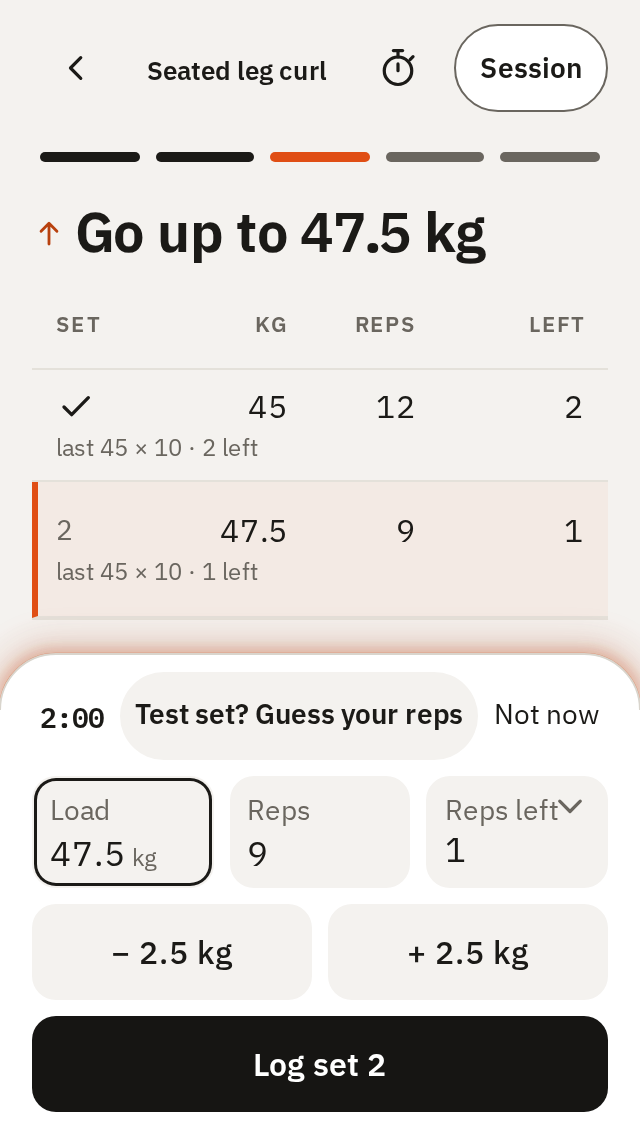 Seated leg curl
Session
Go up to 47.5 kg
SET KG REPS LEFT
45 12 2
last 45 × 10 · 2 left
2 47.5 9 1
last 45 × 10 · 1 left
2:00 Test set? Guess your reps Not now
Load Reps Reps left
47.5 kg 9 1
− 2.5 kg + 2.5 kg
Log set 2